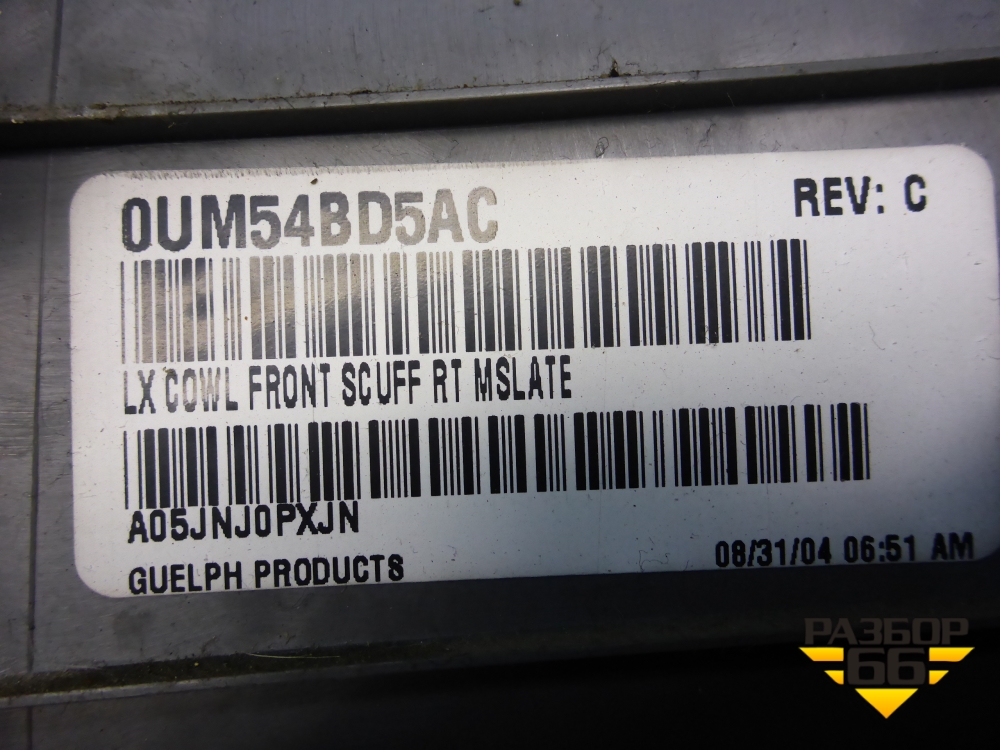 0UM54BD5AC
REV: C
LX COWL FRONT SCUFF RT MSLATE
A05JNJ0PXJN
GUELPH PRODUCTS
08/31/04 06:51 AM
РАЗБОР
66